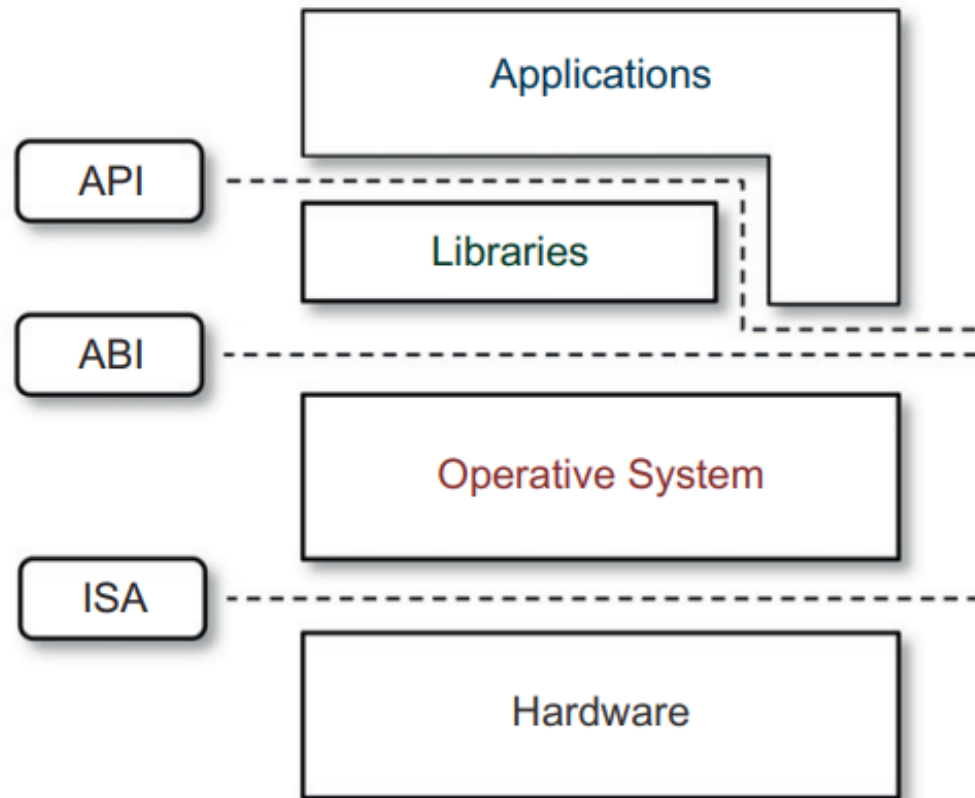 Applications
API
Libraries
ABI
Operative System
ISA
Hardware